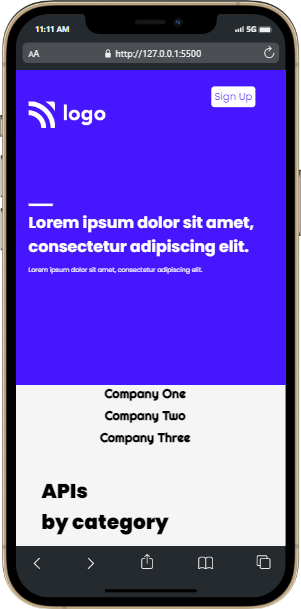 11:11 AM
5G
AA
http://127.0.0.1:5500
Sign Up
logo
Lorem ipsum dolor sit amet,
consectetur adipiscing elit.
Lorem ipsum dolor sit amet, consectetur adipiscing elit.
Company One
Company Two
Company Three
APIs
by category